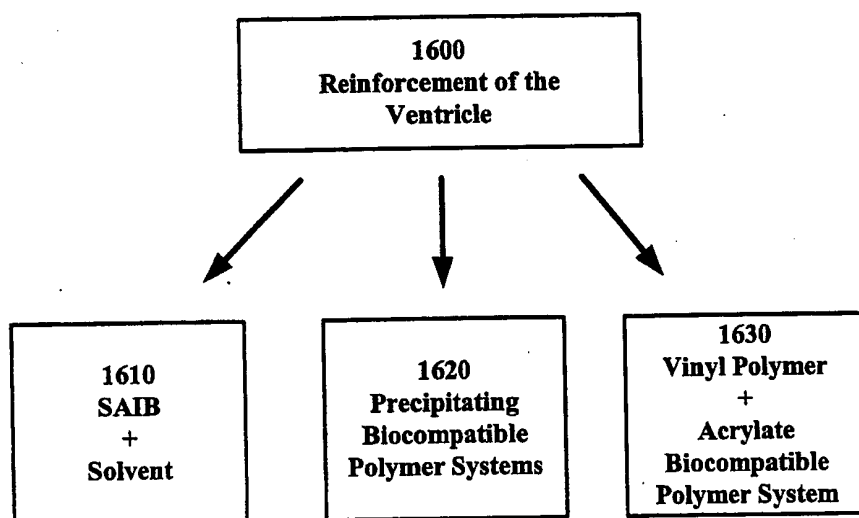 1600
Reinforcement of the
Ventricle
1610
SAIB
+
Solvent
1620
Precipitating
Biocompatible
Polymer Systems
1630
Vinyl Polymer
+
Acrylate
Biocompatible
Polymer System